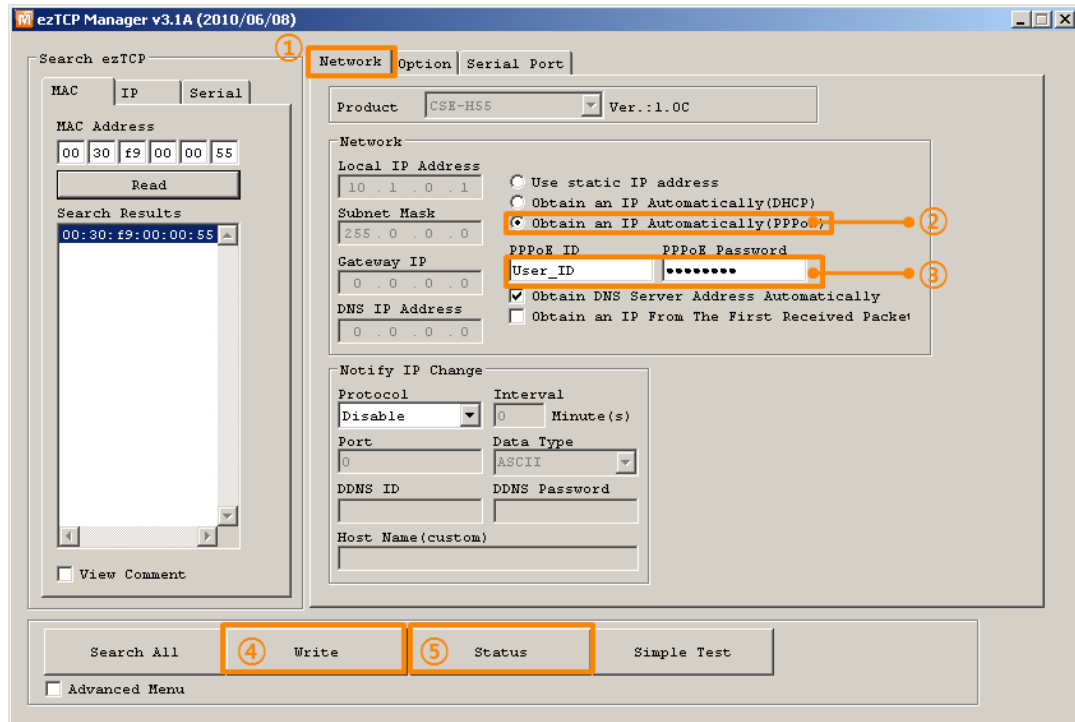 ezTCP Manager v3.1A (2010/06/08)
Search ezTCP
MAC IP Serial
MAC Address
00 30 f9 00 00 55
Read
Search Results
00:30:f9:00:00:55
View Comment
①
Network Option Serial Port
Product CSE-H55 Ver.:1.0C
Network
Local IP Address
10 . 1 . 0 . 1
Subnet Mask
255 . 0 . 0 . 0
Gateway IP
0 . 0 . 0 . 0
DNS IP Address
0 . 0 . 0 . 0
Use static IP address
Obtain an IP Automatically(DHCP)
Obtain an IP Automatically(PPPoE) ②
PPPoE ID PPPoE Password
User_ID ●●●●●●●● ③
Obtain DNS Server Address Automatically
Obtain an IP From The First Received Packet
Notify IP Change
Protocol Interval
Disable 0 Minute(s)
Port Data Type
0 ASCII
DDNS ID DDNS Password
Host Name(custom)
Search All ④ Write ⑤ Status Simple Test
Advanced Menu